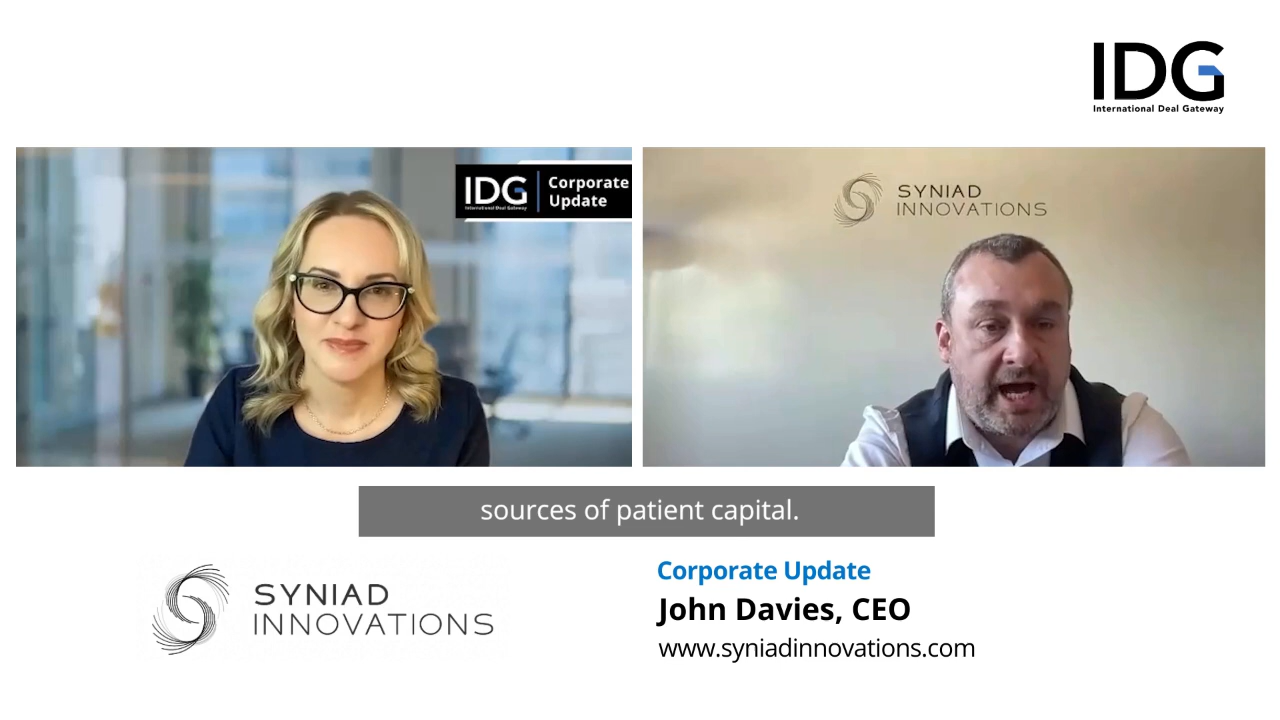 IDG
International Deal Gateway
IDG
International Deal Gateway
Corporate
Update
SYNIAD
INNOVATIONS
sources of patient capital.
SYNIAD
INNOVATIONS
Corporate Update
John Davies, CEO
www.syniadinnovations.com